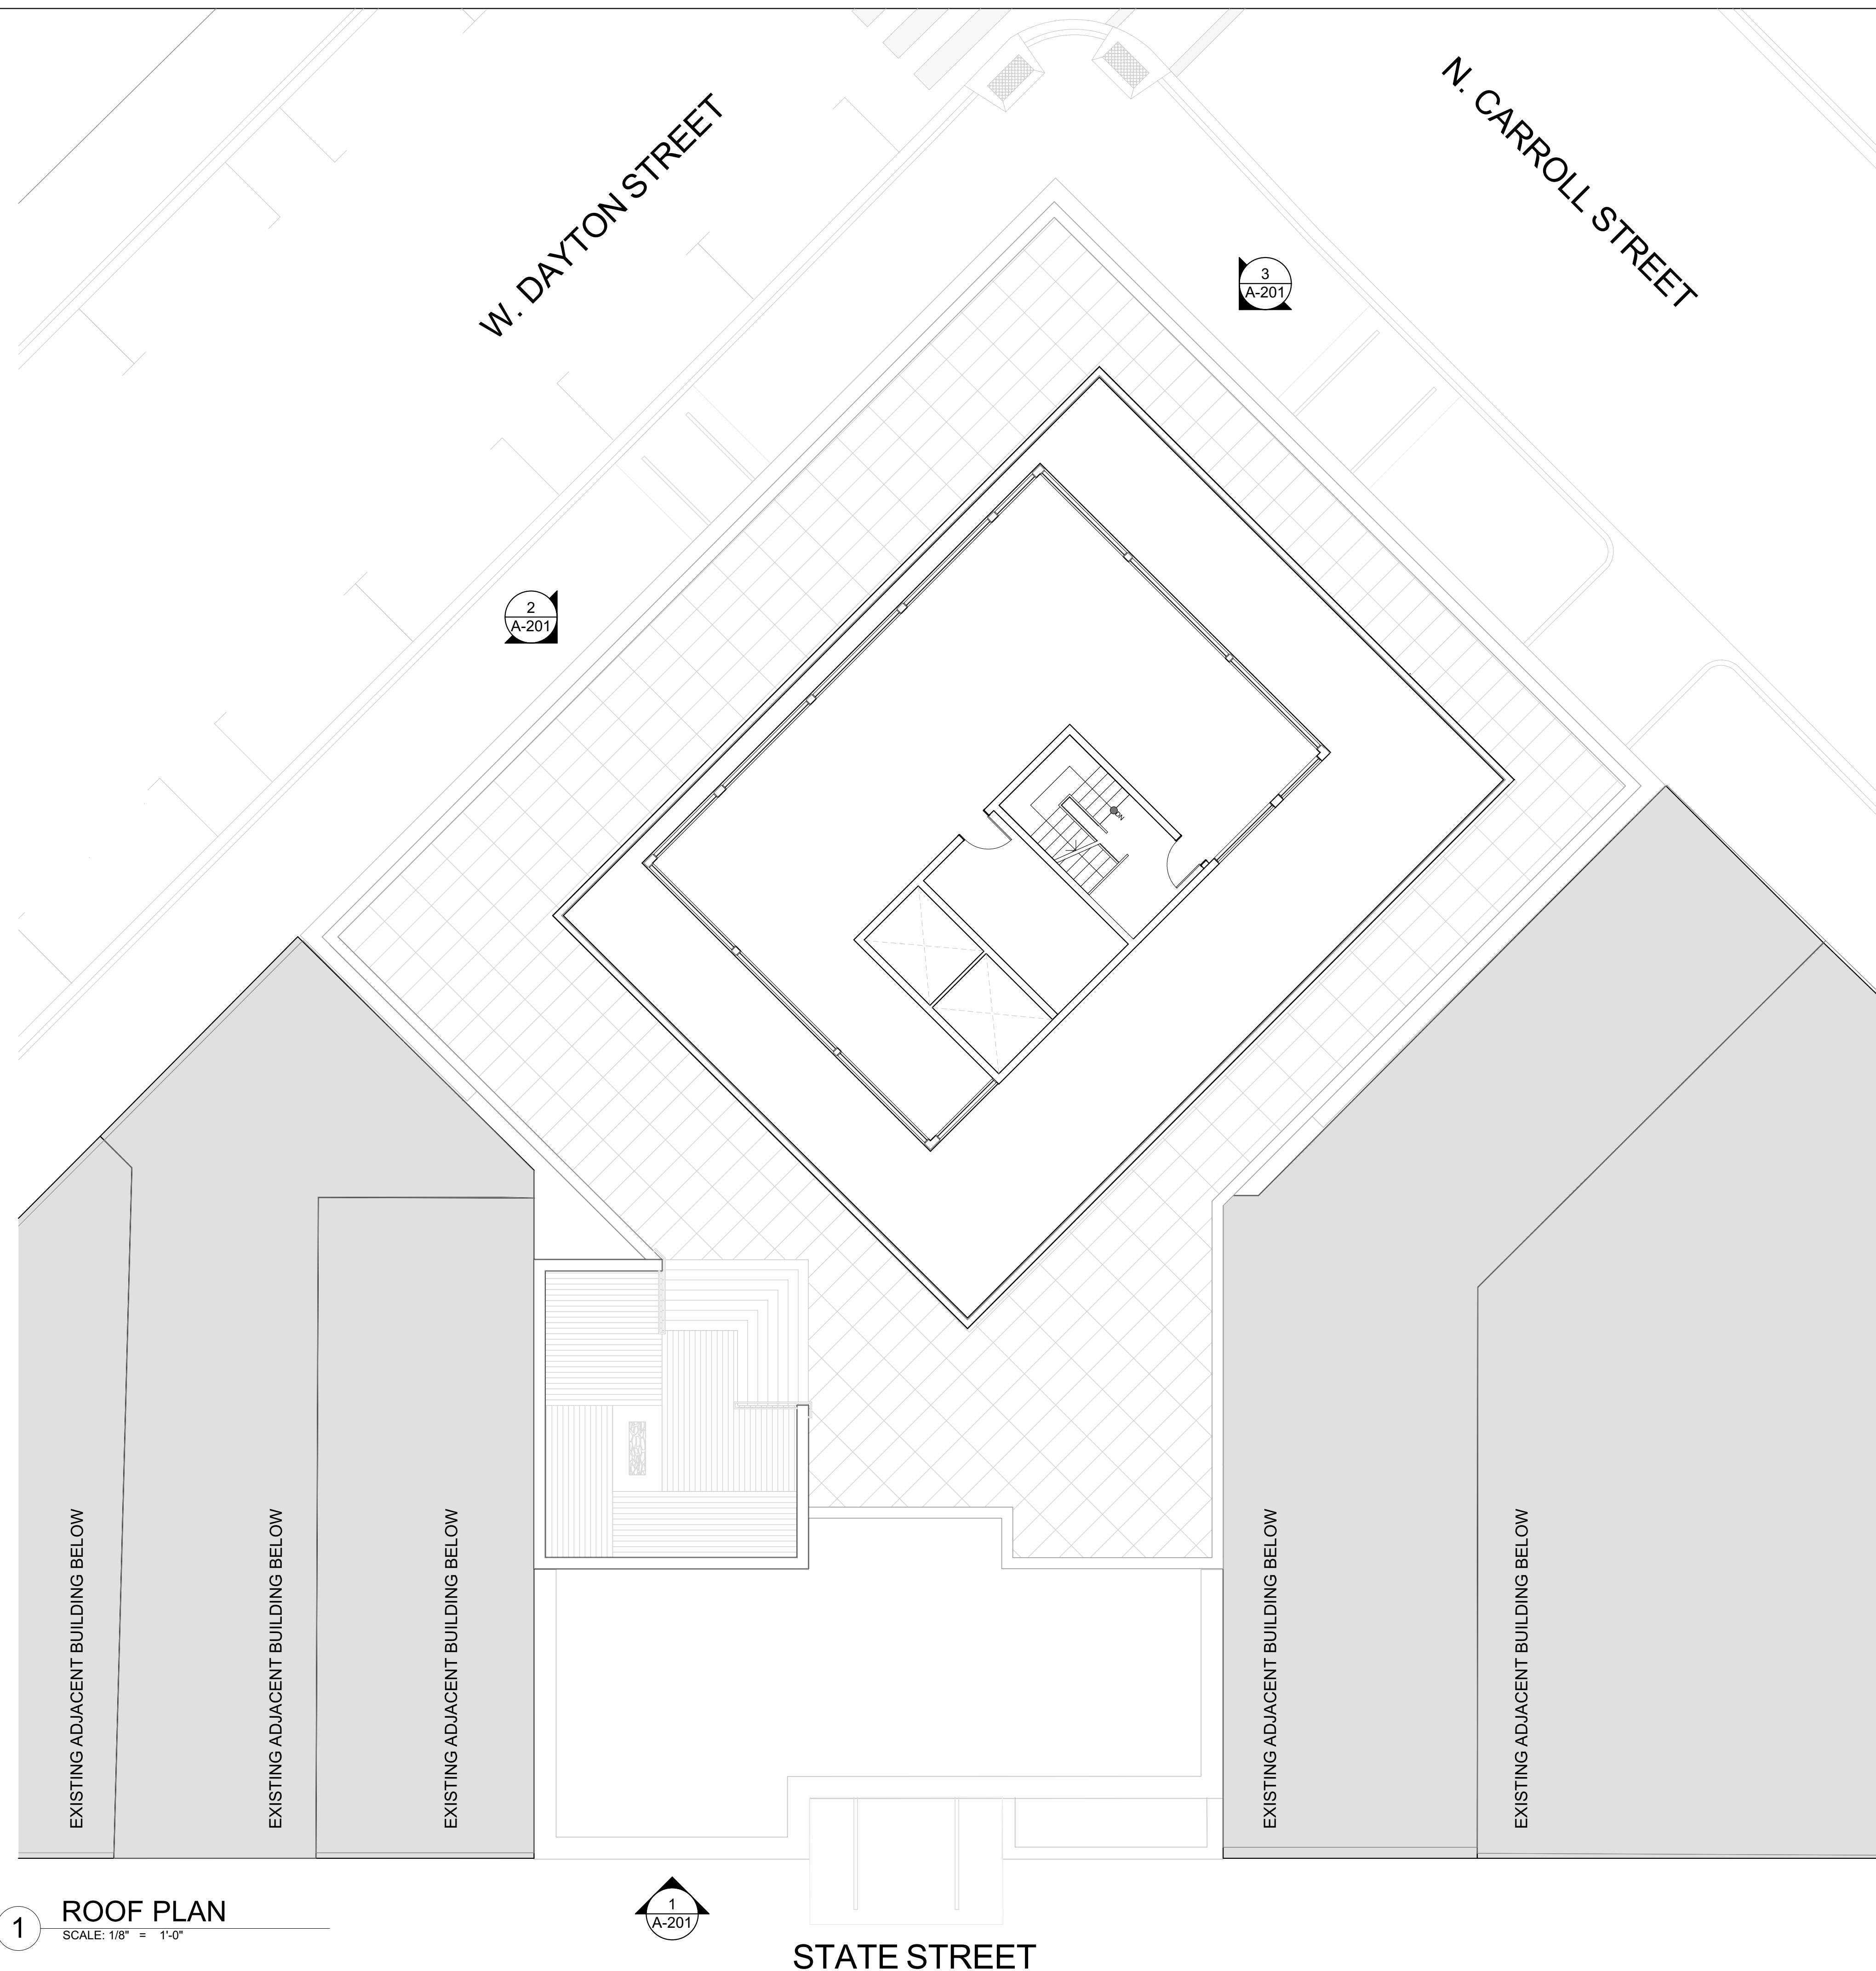 W. DAYTON STREET
N. CARROLL STREET
3
A-201
2
A-201
DN
EXISTING ADJACENT BUILDING BELOW
EXISTING ADJACENT BUILDING BELOW
EXISTING ADJACENT BUILDING BELOW
EXISTING ADJACENT BUILDING BELOW
EXISTING ADJACENT BUILDING BELOW
1
ROOF PLAN
SCALE: 1/8" = 1'-0"
1
A-201
STATE STREET